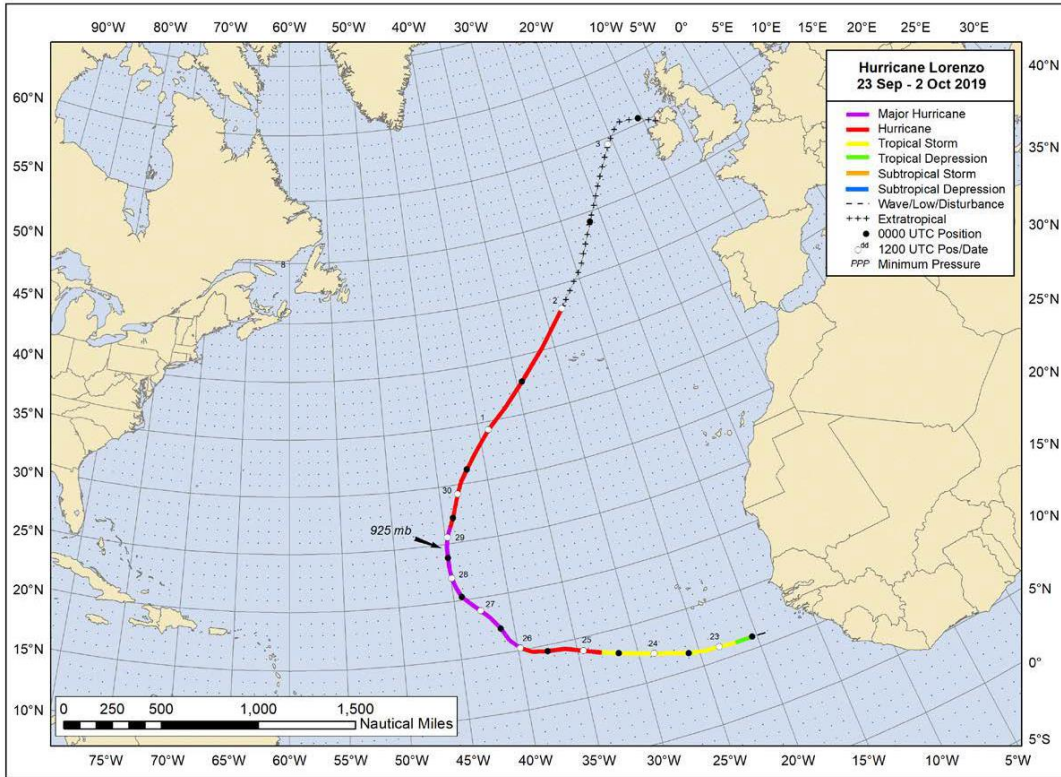 90°W 80°W 70°W 60°W 50°W 40°W 30°W 20°W 10°W 0° 10°E 20°E 30°E
Hurricane Lorenzo
23 Sep - 2 Oct 2019
Major Hurricane
Hurricane
Tropical Storm
Tropical Depression
Subtropical Storm
Subtropical Depression
Wave/Low/Disturbance
Extratropical
0000 UTC Position
dd 1200 UTC Pos/Date
PPP Minimum Pressure
60°N
55°N
50°N
45°N
40°N
35°N
30°N
25°N
20°N
15°N
10°N
40°N
35°N
30°N
25°N
20°N
15°N
10°N
5°N
0°
5°S
3
2
1
30
925 mb
29
28
27
26
25
24
23
8
0 250 500 1,000 1,500
Nautical Miles
75°W 70°W 65°W 60°W 55°W 50°W 45°W 40°W 35°W 30°W 25°W 20°W 15°W 10°W 5°W